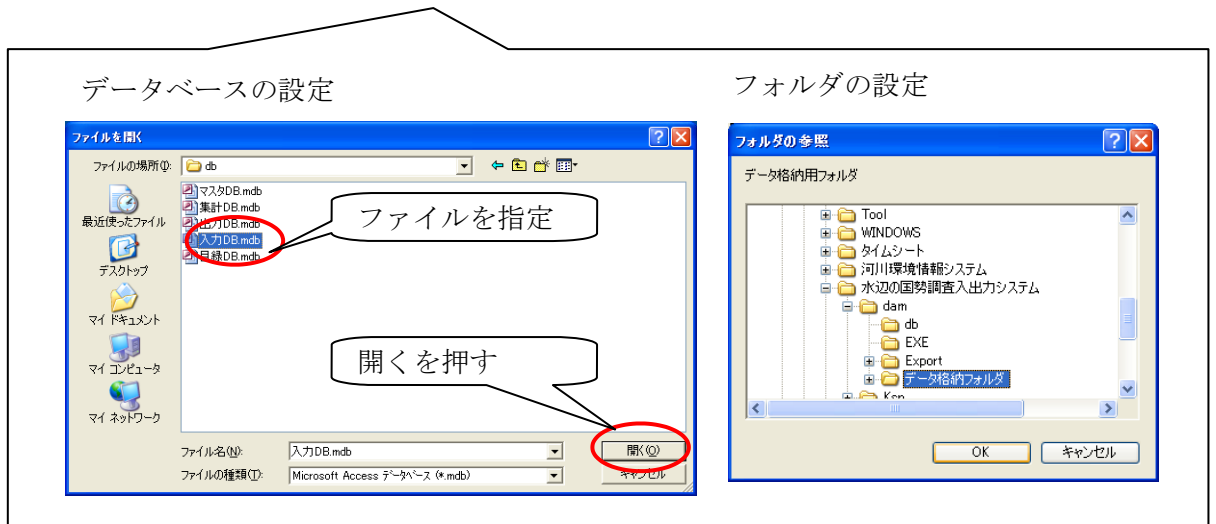 データベースの設定
フォルダの設定
ファイルを開く
ファイルの場所(I):
db
最近使ったファイル
デスクトップ
マイ ドキュメント
マイ コンピュータ
マイ ネットワーク
マスタDB.mdb
集計DB.mdb
出力DB.mdb
入力DB.mdb
目録DB.mdb
ファイルを指定
開くを押す
ファイル名(N):
入力DB.mdb
開く(O)
ファイルの種類(T):
Microsoft Access データベース (*.mdb)
キャンセル
フォルダの参照
データ格納用フォルダ
Tool
WINDOWS
タイムシート
河川環境情報システム
水辺の国勢調査入出力システム
dam
db
EXE
Export
データ格納フォルダ
OK
キャンセル